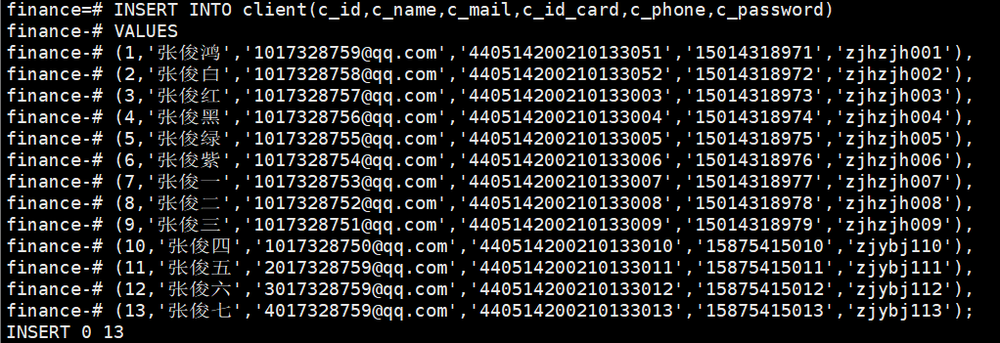 finance=# INSERT INTO client(c_id,c_name,c_mail,c_id_card,c_phone,c_password)
finance-# VALUES
finance-# (1,'张俊鸿','1017328759@qq.com','440514200210133051','15014318971','zjhzjh001'),
finance-# (2,'张俊白','1017328758@qq.com','440514200210133052','15014318972','zjhzjh002'),
finance-# (3,'张俊红','1017328757@qq.com','440514200210133003','15014318973','zjhzjh003'),
finance-# (4,'张俊黑','1017328756@qq.com','440514200210133004','15014318974','zjhzjh004'),
finance-# (5,'张俊绿','1017328755@qq.com','440514200210133005','15014318975','zjhzjh005'),
finance-# (6,'张俊紫','1017328754@qq.com','440514200210133006','15014318976','zjhzjh006'),
finance-# (7,'张俊一','1017328753@qq.com','440514200210133007','15014318977','zjhzjh007'),
finance-# (8,'张俊二','1017328752@qq.com','440514200210133008','15014318978','zjhzjh008'),
finance-# (9,'张俊三','1017328751@qq.com','440514200210133009','15014318979','zjhzjh009'),
finance-# (10,'张俊四','1017328750@qq.com','440514200210133010','15875415010','zjybj110'),
finance-# (11,'张俊五','2017328759@qq.com','440514200210133011','15875415011','zjybj111'),
finance-# (12,'张俊六','3017328759@qq.com','440514200210133012','15875415012','zjybj112'),
finance-# (13,'张俊七','4017328759@qq.com','440514200210133013','15875415013','zjybj113');
INSERT 0 13